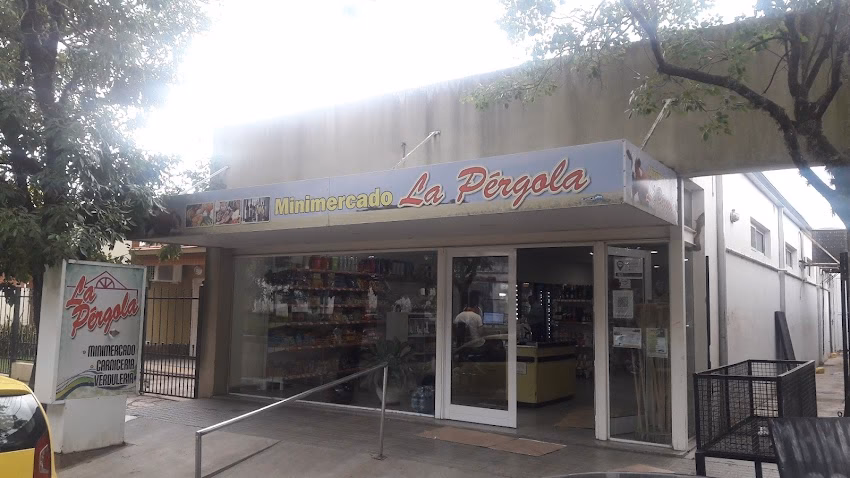 Minimercado La Pérgola
La
Pérgola
MINIMERCADO
CARNICERIA
VERDULERIA